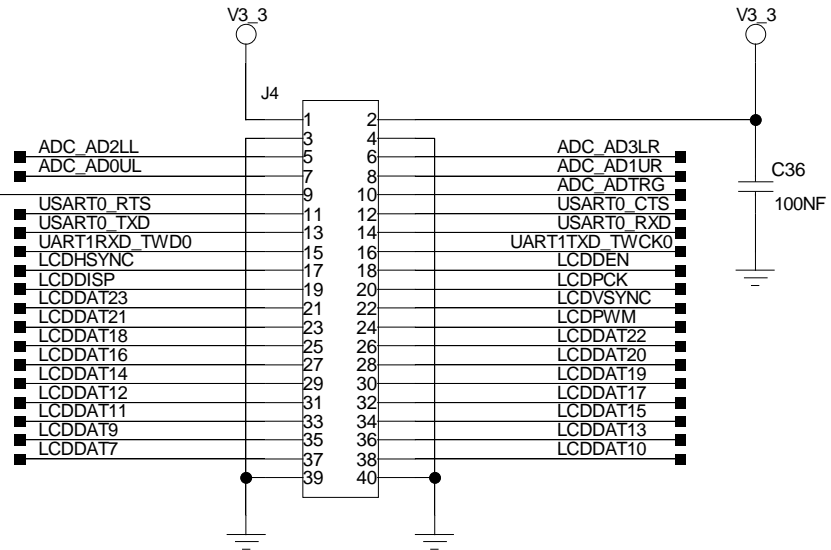 V3_3 V3_3
J4
1 2
3 4
ADC_AD2LL 5 6 ADC_AD3LR
ADC_AD0UL 7 8 ADC_AD1UR
9 10 ADC_ADTRG
USART0_RTS 11 12 USART0_CTS
USART0_TXD 13 14 USART0_RXD
UART1RXD_TWD0 15 16 UART1TXD_TWCK0
LCDHSYNC 17 18 LCDDEN
LCDDISP 19 20 LCDPCK
LCDDAT23 21 22 LCDVSYNC
LCDDAT21 23 24 LCDPWM
LCDDAT18 25 26 LCDDAT22
LCDDAT16 27 28 LCDDAT20
LCDDAT14 29 30 LCDDAT19
LCDDAT12 31 32 LCDDAT17
LCDDAT11 33 34 LCDDAT15
LCDDAT9 35 36 LCDDAT13
LCDDAT7 37 38 LCDDAT10
39 40
C36
100NF